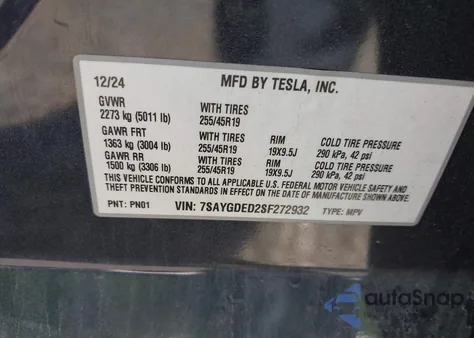 12/24 MFD BY TESLA, INC.
GVWR
2273 kg (5011 lb) WITH TIRES 255/45R19
GAWR FRT
1363 kg (3004 lb) WITH TIRES 255/45R19 RIM 19X9.5J COLD TIRE PRESSURE 290 kPa, 42 psi
GAWR RR
1500 kg (3306 lb) WITH TIRES 255/45R19 RIM 19X9.5J COLD TIRE PRESSURE 290 kPa, 42 psi
THIS VEHICLE CONFORMS TO ALL APPLICABLE U.S. FEDERAL MOTOR VEHICLE SAFETY AND
THEFT PREVENTION STANDARDS IN EFFECT ON THE DATE OF MANUFACTURE SHOWN ABOVE.
PNT: PN01 VIN: 7SAYGDED2SF272932 TYPE: MPV
autoSnap